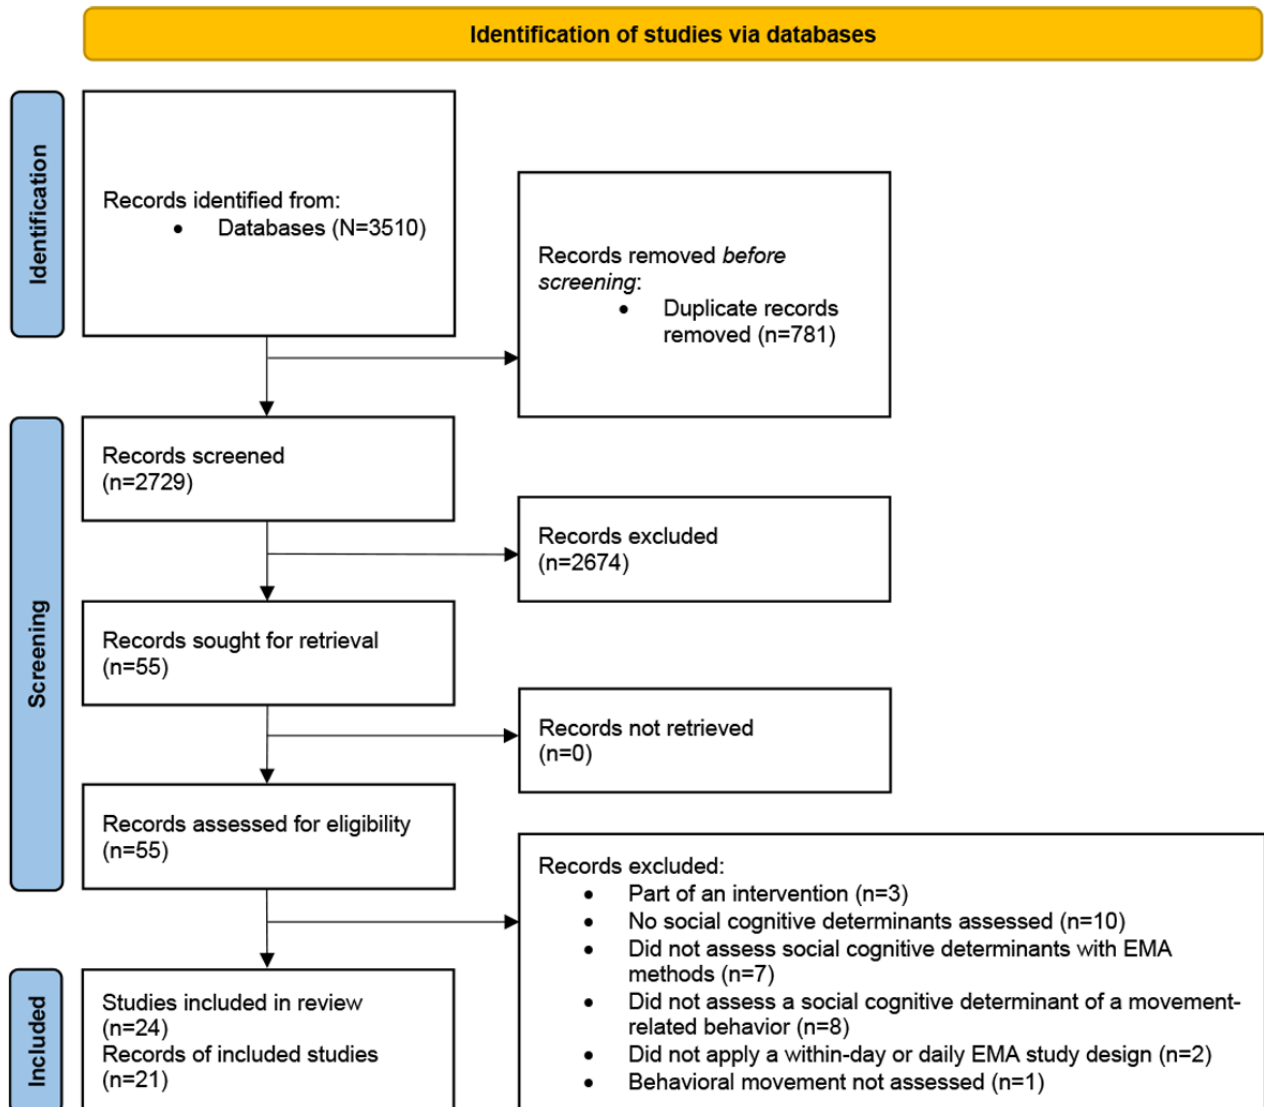 Identification of studies via databases
Identification
Records identified from:
• Databases (N=3510)
Records removed before
screening:
• Duplicate records
removed (n=781)
Screening
Records screened
(n=2729)
Records excluded
(n=2674)
Records sought for retrieval
(n=55)
Records not retrieved
(n=0)
Records assessed for eligibility
(n=55)
Records excluded:
• Part of an intervention (n=3)
• No social cognitive determinants assessed (n=10)
• Did not assess social cognitive determinants with EMA
methods (n=7)
• Did not assess a social cognitive determinant of a movement-
related behavior (n=8)
• Did not apply a within-day or daily EMA study design (n=2)
• Behavioral movement not assessed (n=1)
Included
Studies included in review
(n=24)
Records of included studies
(n=21)